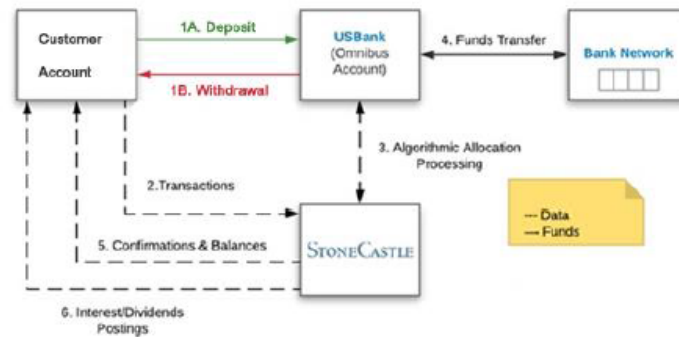 Customer
Account
1A. Deposit
1B. Withdrawal
USBank
(Omnibus
Account)
4. Funds Transfer
Bank Network
3. Algorithmic Allocation
Processing
2.Transactions
STONECASTLE
5. Confirmations & Balances
6. Interest/Dividends
Postings
--- Data
Funds